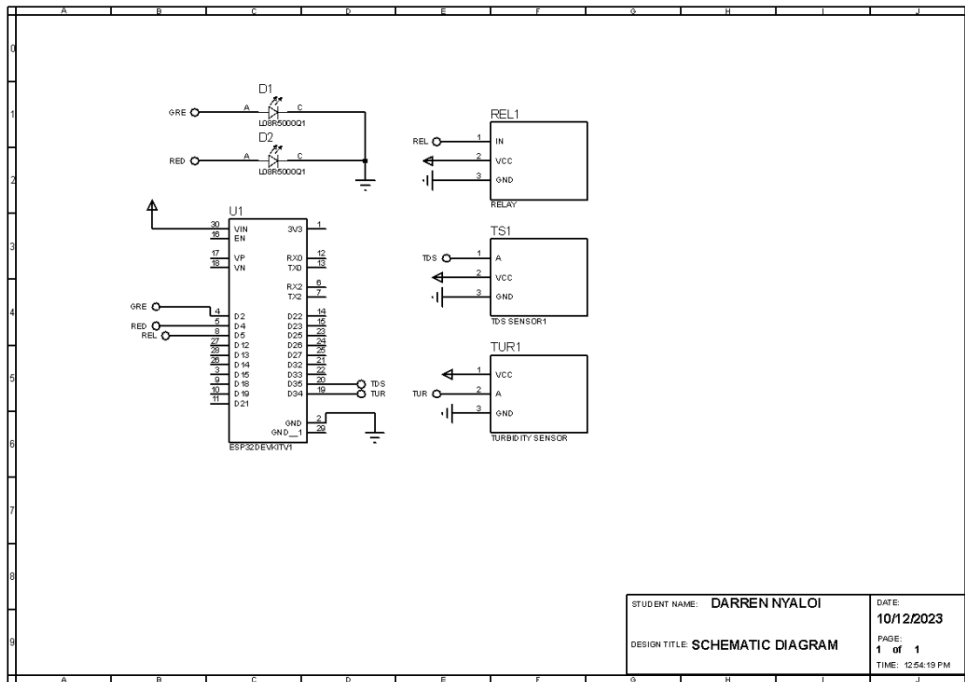 A B C D E F G H I J
0
1
2
3
4
5
6
7
8
9
D1
GRE A C
L08R5000Q1
D2
RED A C
L08R5000Q1
U1
30 VIN 3V3 1
16 EN
17 VP RX0 12
18 VN TX0 13
RX2 6
TX2 7
GRE 4 D2 D22 14
RED 5 D4 D23 15
REL 8 D5 D25 23
27 D12 D26 24
28 D13 D27 25
26 D14 D32 21
3 D15 D33 22
9 D18 D35 20 TDS
10 D19 D34 19 TUR
11 D21
GND 2
GND__1 29
ESP32DEVKITV1
REL1
REL 1 IN
2 VCC
3 GND
RELAY
TS1
TDS 1 A
2 VCC
3 GND
TDS SENSOR1
TUR1
1 VCC
TUR 2 A
3 GND
TURBIDITY SENSOR
STUDENT NAME: DARREN NYALOI
DESIGN TITLE: SCHEMATIC DIAGRAM
DATE:
10/12/2023
PAGE:
1 of 1
TIME: 12:54:19 PM
A B C D E F G H I J